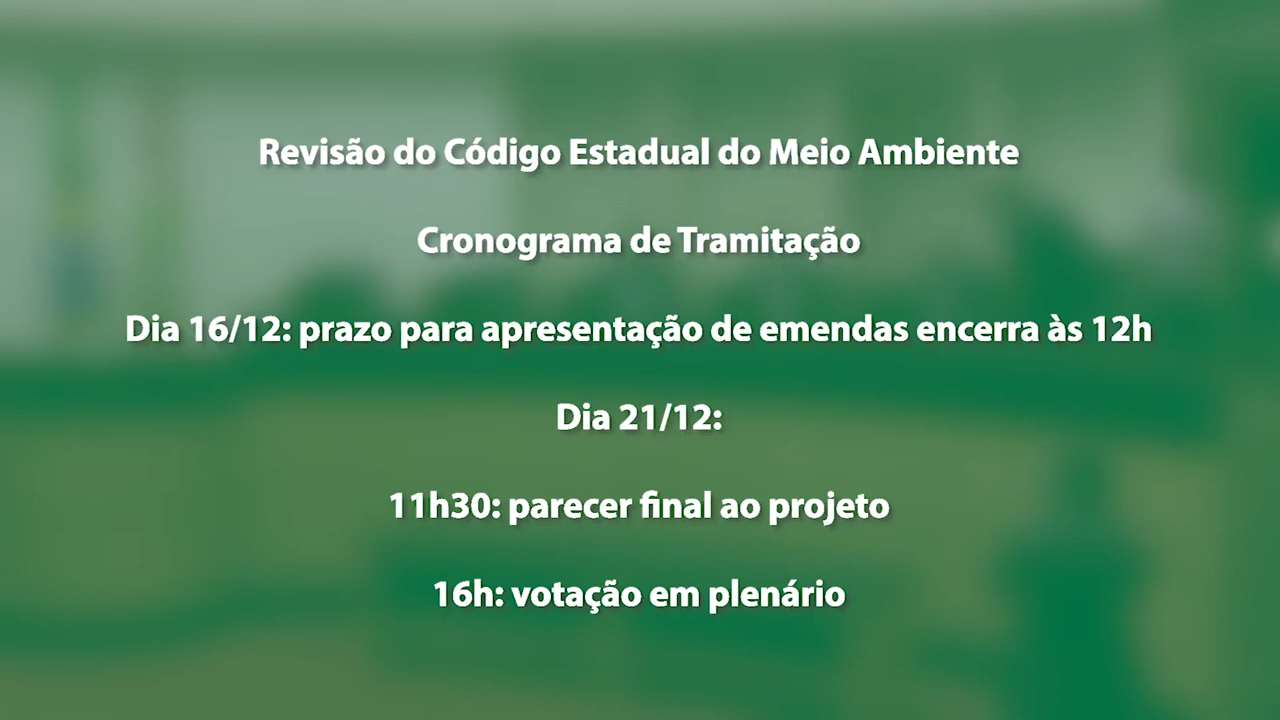 Revisão do Código Estadual do Meio Ambiente
Cronograma de Tramitação
Dia 16/12: prazo para apresentação de emendas encerra às 12h
Dia 21/12:
11h30: parecer final ao projeto
16h: votação em plenário